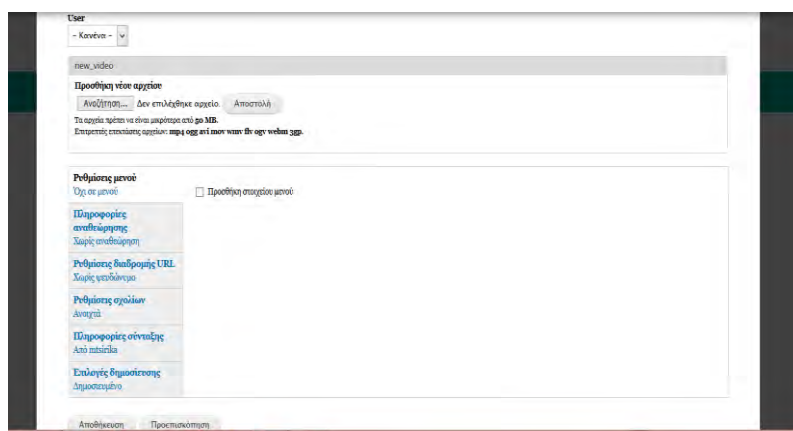 User
- Κανένα -
new_video
Προσθήκη νέου αρχείου
Αναζήτηση... Δεν επιλέχθηκε αρχείο. Αποστολή
Τα αρχεία πρέπει να είναι μικρότερα από 50 MB.
Επιτρεπτές επεκτάσεις αρχείων: mp4 ogg avi mov wmv flv ogv webm 3gp.
Ρυθμίσεις μενού
Όχι σε μενού
Προσθήκη στοιχείου μενού
Πληροφορίες
αναθεώρησης
Χωρίς αναθεώρηση
Ρυθμίσεις διαδρομής URL
Χωρίς ψευδώνυμο
Ρυθμίσεις σχολίων
Ανοιχτά
Πληροφορίες σύνταξης
Από mtsirika
Επιλογές δημοσίευσης
Δημοσιευμένο
Αποθήκευση Προεπισκόπηση